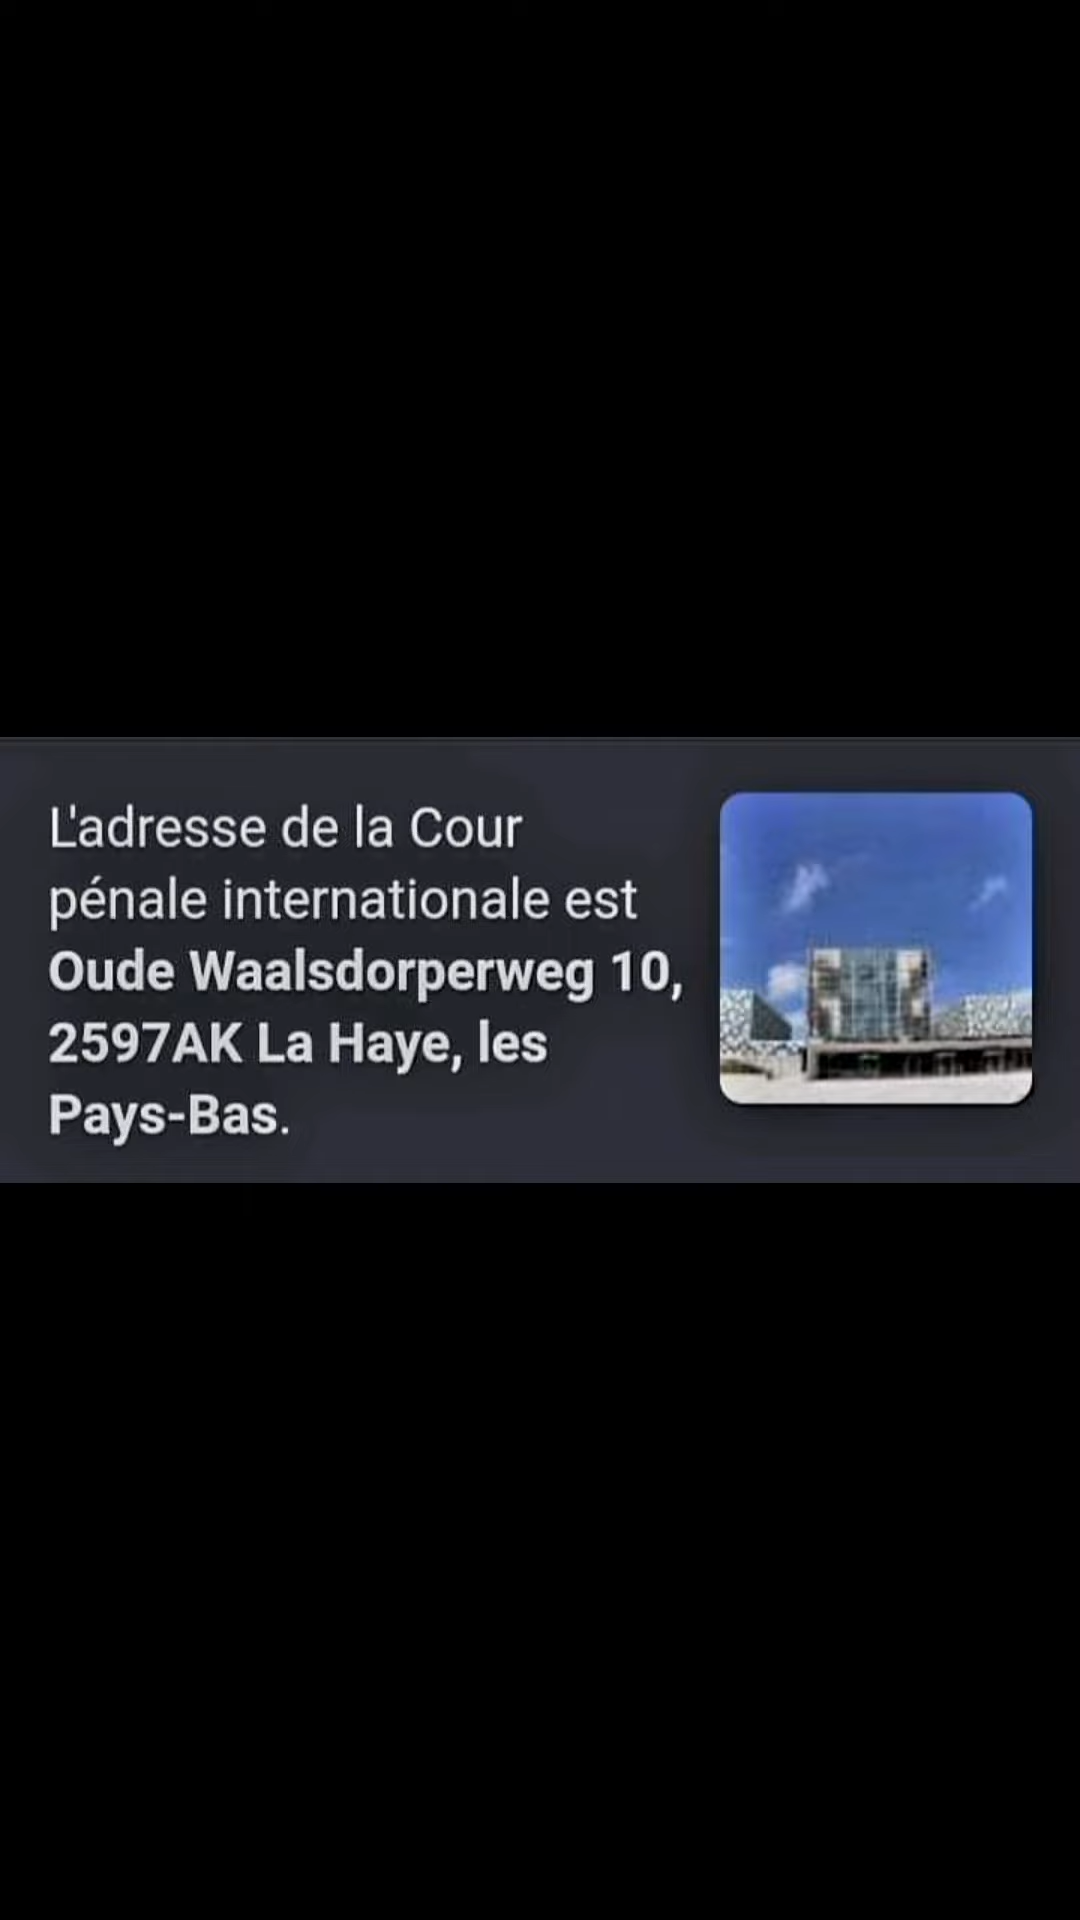 L'adresse de la Cour
pénale internationale est
Oude Waalsdorperweg 10,
2597AK La Haye, les
Pays-Bas.